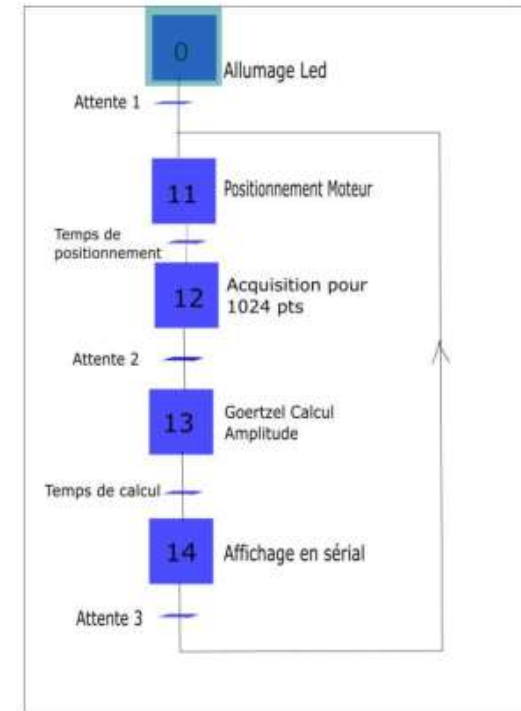 0
Allumage Led
Attente 1
11
Positionnement Moteur
Temps de
positionnement
12
Acquisition pour
1024 pts
Attente 2
13
Goertzel Calcul
Amplitude
Temps de calcul
14
Affichage en sérial
Attente 3